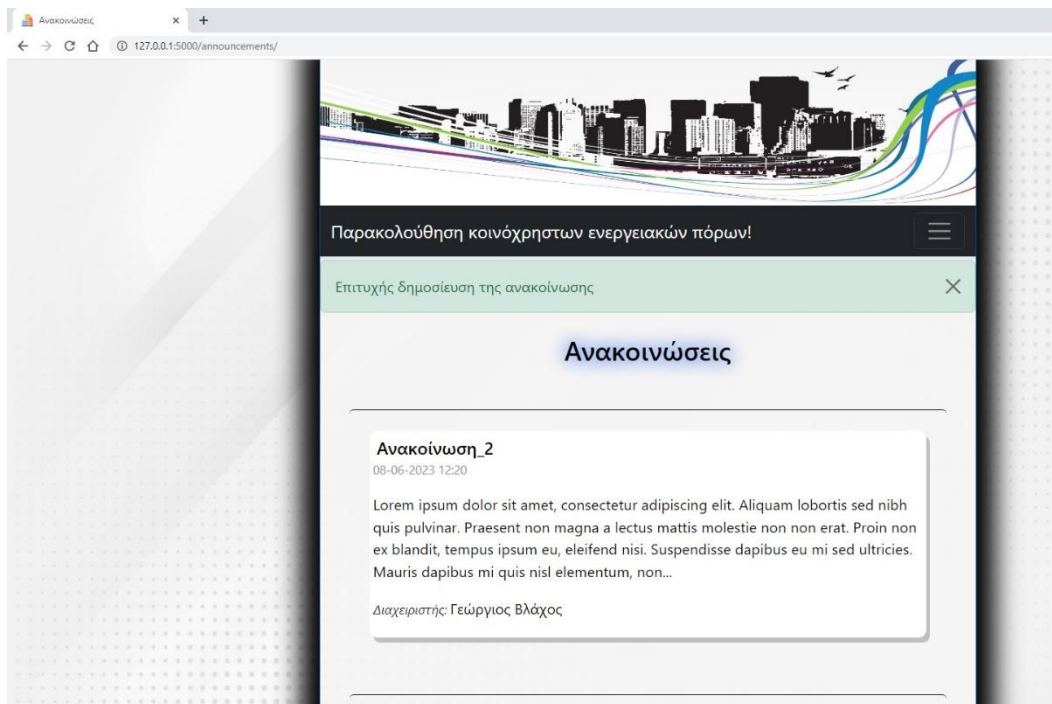 Ανακοινώσεις
127.0.0.1:5000/announcements/
Παρακολούθηση κοινόχρηστων ενεργειακών πόρων!
Επιτυχής δημοσίευση της ανακοίνωσης
Ανακοινώσεις
Ανακοίνωση_2
08-06-2023 12:20
Lorem ipsum dolor sit amet, consectetur adipiscing elit. Aliquam lobortis sed nibh
quis pulvinar. Praesent non magna a lectus mattis molestie non non erat. Proin non
ex blandit, tempus ipsum eu, eleifend nisi. Suspendisse dapibus eu mi sed ultricies.
Mauris dapibus mi quis nisl elementum, non...
Διαχειριστής: Γεώργιος Βλάχος